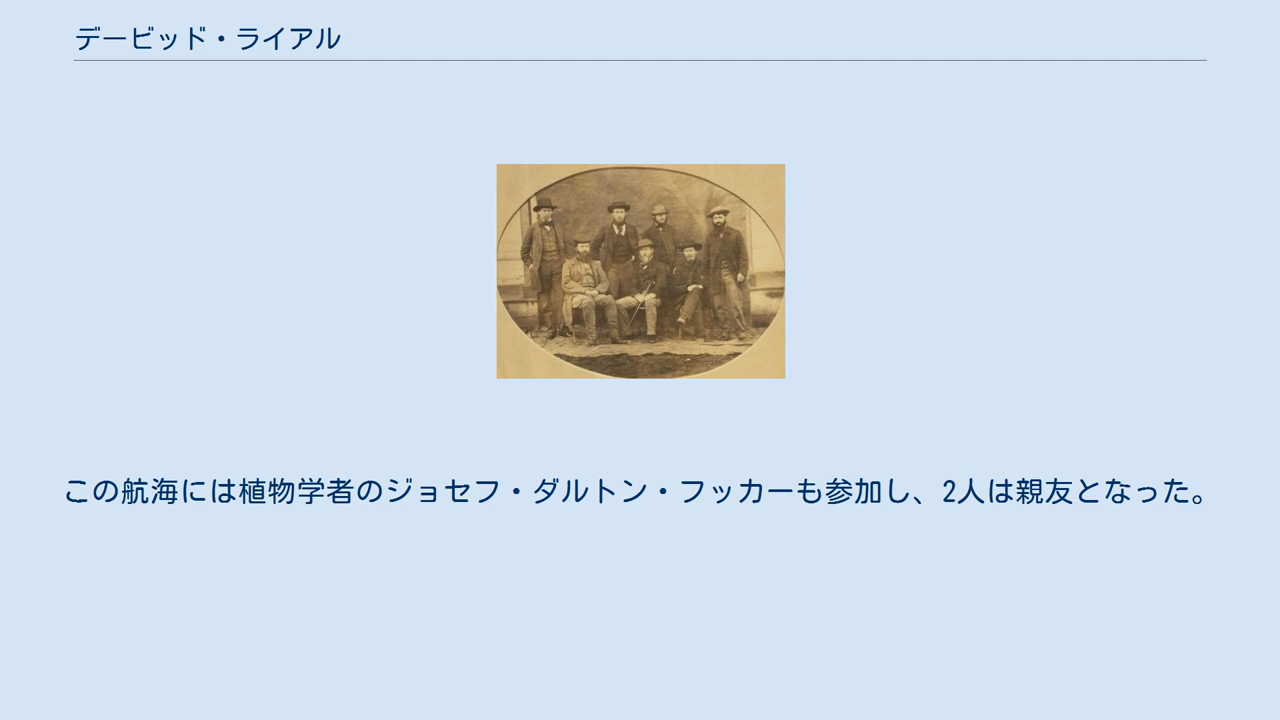 デービッド・ライアル
この航海には植物学者のジョセフ・ダルトン・フッカーも参加し、2人は親友となった。